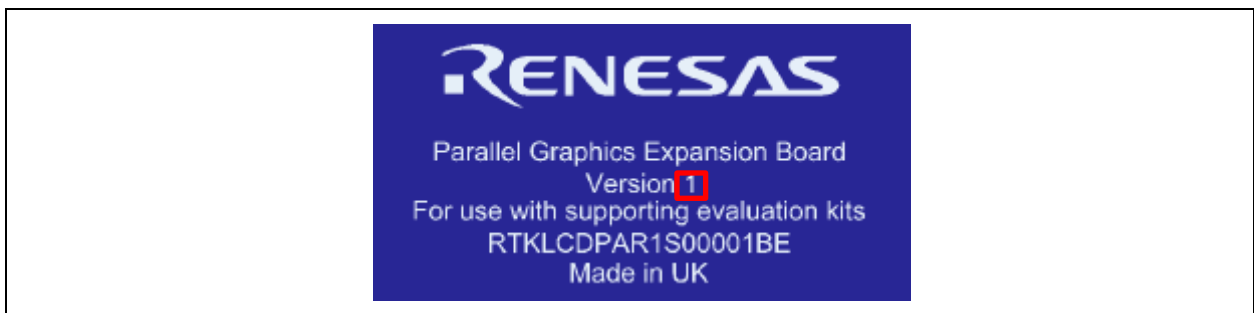 RENESAS
Parallel Graphics Expansion Board
Version 1
For use with supporting evaluation kits
RTKLCDPAR1S00001BE
Made in UK